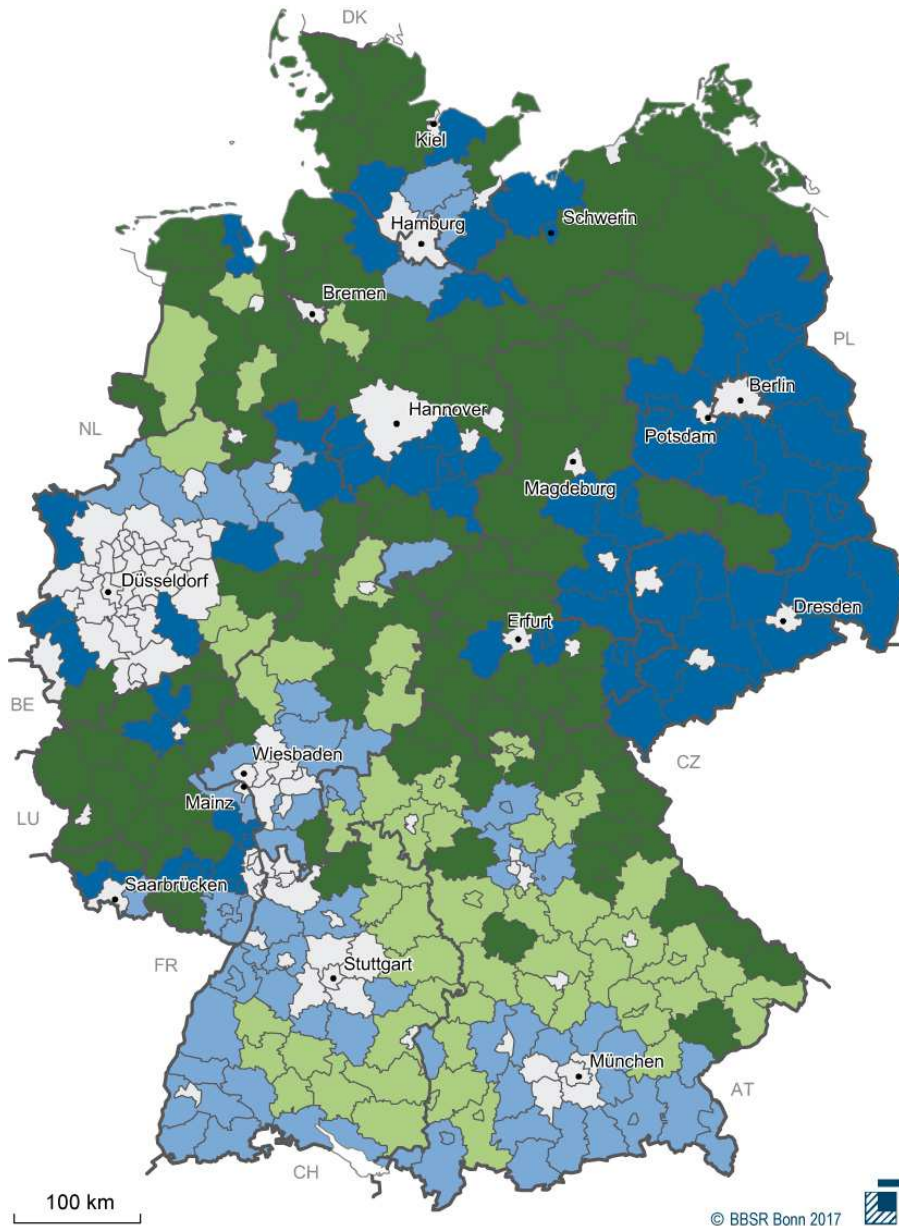 DK
Kiel
Hamburg
Schwerin
Bremen
PL
Berlin
Hannover
Potsdam
NL
Magdeburg
Düsseldorf
Erfurt
Dresden
BE
Wiesbaden
CZ
Mainz
LU
Saarbrücken
FR
Stuttgart
München
AT
CH
100 km
© BBSR Bonn 2017